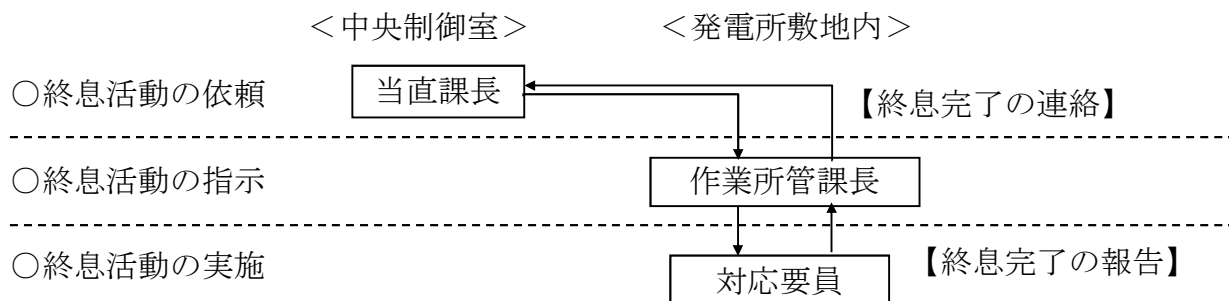 ＜中央制御室＞ ＜発電所敷地内＞
○終息活動の依頼 当直課長 【終息完了の連絡】
○終息活動の指示 作業所管課長
○終息活動の実施 対応要員 【終息完了の報告】